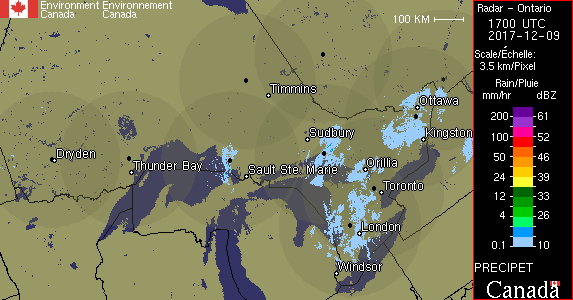 Environment Environnement
Canada Canada
100 KM
Timmins
Ottawa
Sudbury
Kingston
Dryden
Thunder Bay
Sault Ste. Marie
Orillia
Toronto
London
Windsor
Radar - Ontario
1700 UTC
2017-12-09
Scale/Échelle:
3.5 km/Pixel
Rain/Pluie
mm/hr dBZ
200 61
100 52
50 46
24 39
12 33
4 26
0.1 10
PRECIPET
Canada